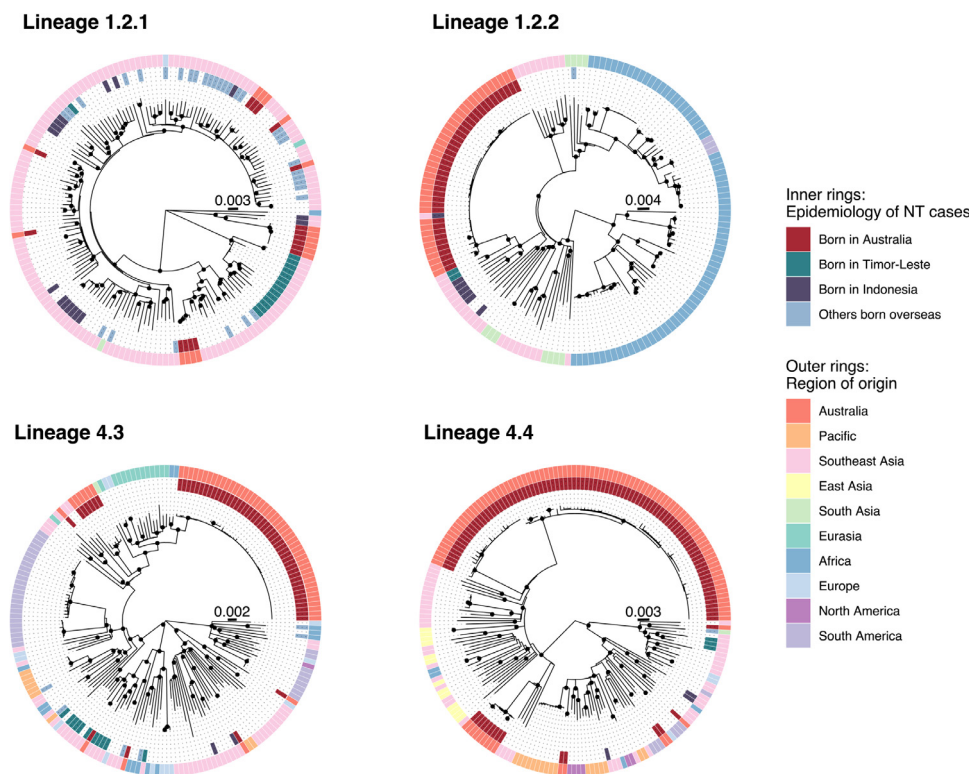 Lineage 1.2.1
Lineage 1.2.2
0.003
0.004
Inner rings:
Epidemiology of NT cases
Born in Australia
Born in Timor-Leste
Born in Indonesia
Others born overseas
Outer rings:
Region of origin
Australia
Pacific
Southeast Asia
East Asia
South Asia
Eurasia
Africa
Europe
North America
South America
Lineage 4.3
Lineage 4.4
0.002
0.003